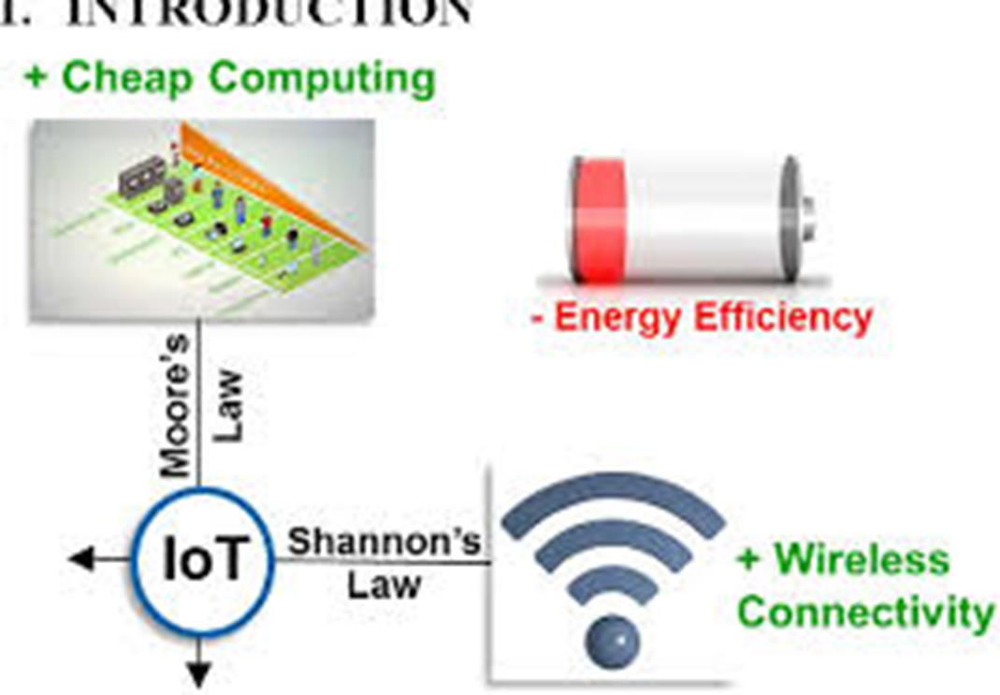 I. INTRODUCTION
+ Cheap Computing
- Energy Efficiency
Moore's
Law
IoT
Shannon's
Law
+ Wireless
Connectivity